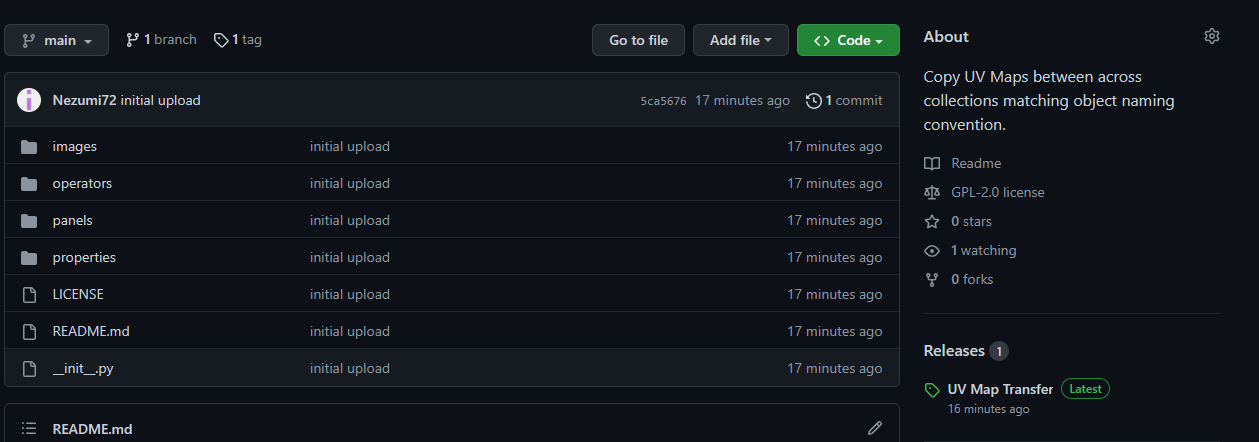 main
1 branch
1 tag
Go to file
Add file
Code
Nezumi72 initial upload
5ca5676 17 minutes ago
1 commit
images initial upload 17 minutes ago
operators initial upload 17 minutes ago
panels initial upload 17 minutes ago
properties initial upload 17 minutes ago
LICENSE initial upload 17 minutes ago
README.md initial upload 17 minutes ago
__init__.py initial upload 17 minutes ago
README.md
About
Copy UV Maps between across
collections matching object naming
convention.
Readme
GPL-2.0 license
0 stars
1 watching
0 forks
Releases 1
UV Map Transfer Latest
16 minutes ago